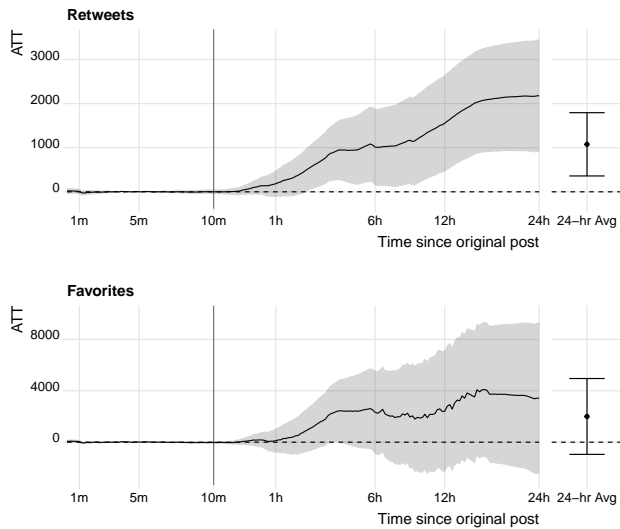 Retweets
ATT
3000
2000
1000
0
1m 5m 10m 1h 6h 12h 24h 24-hr Avg
Time since original post
Favorites
ATT
8000
4000
0
1m 5m 10m 1h 6h 12h 24h 24-hr Avg
Time since original post